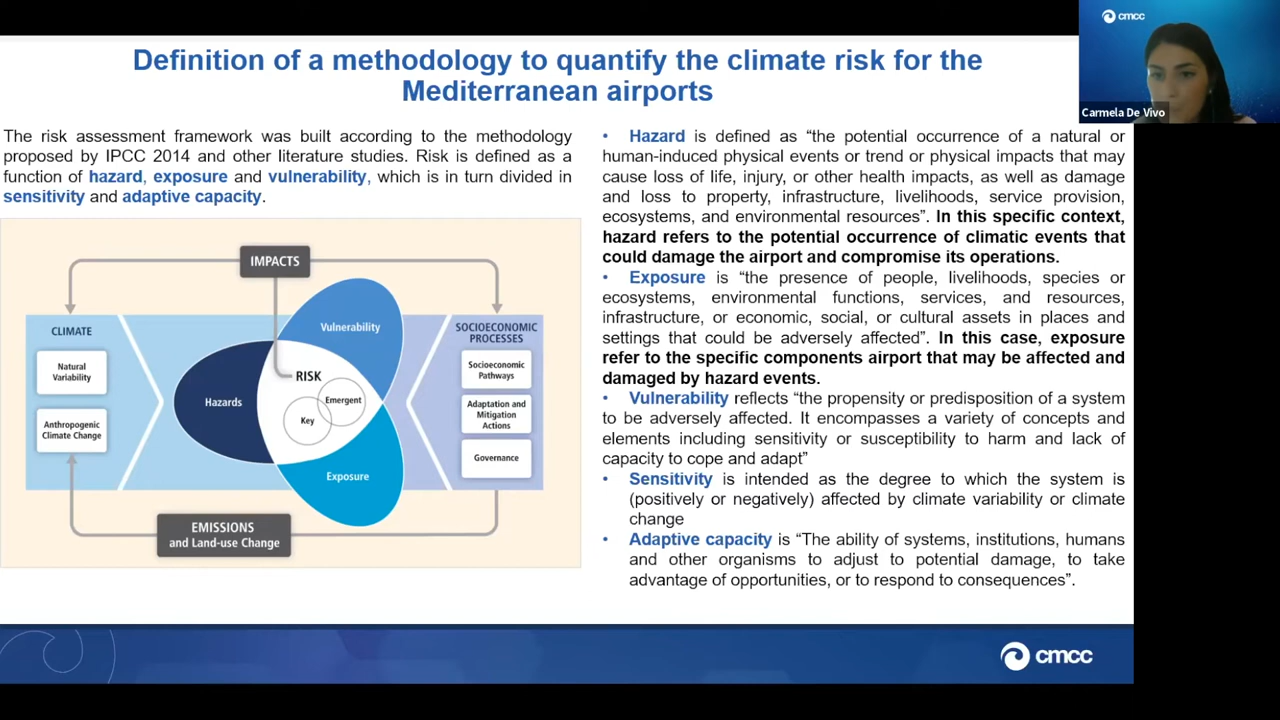 cmcc
Carmela De Vivo
Definition of a methodology to quantify the climate risk for the
Mediterranean airports
The risk assessment framework was built according to the methodology
proposed by IPCC 2014 and other literature studies. Risk is defined as a
function of hazard, exposure and vulnerability, which is in turn divided in
sensitivity and adaptive capacity.
IMPACTS
CLIMATE
Natural
Variability
Anthropogenic
Climate Change
Vulnerability
Hazards
RISK
Emergent
Key
Exposure
SOCIOECONOMIC
PROCESSES
Socioeconomic
Pathways
Adaptation and
Mitigation
Actions
Governance
EMISSIONS
and Land-use Change
• Hazard is defined as “the potential occurrence of a natural or
human-induced physical events or trend or physical impacts that may
cause loss of life, injury, or other health impacts, as well as damage
and loss to property, infrastructure, livelihoods, service provision,
ecosystems, and environmental resources”. In this specific context,
hazard refers to the potential occurrence of climatic events that
could damage the airport and compromise its operations.
• Exposure is “the presence of people, livelihoods, species or
ecosystems, environmental functions, services, and resources,
infrastructure, or economic, social, or cultural assets in places and
settings that could be adversely affected”. In this case, exposure
refer to the specific components airport that may be affected and
damaged by hazard events.
• Vulnerability reflects “the propensity or predisposition of a system
to be adversely affected. It encompasses a variety of concepts and
elements including sensitivity or susceptibility to harm and lack of
capacity to cope and adapt”
• Sensitivity is intended as the degree to which the system is
(positively or negatively) affected by climate variability or climate
change
• Adaptive capacity is “The ability of systems, institutions, humans
and other organisms to adjust to potential damage, to take
advantage of opportunities, or to respond to consequences”.
cmcc